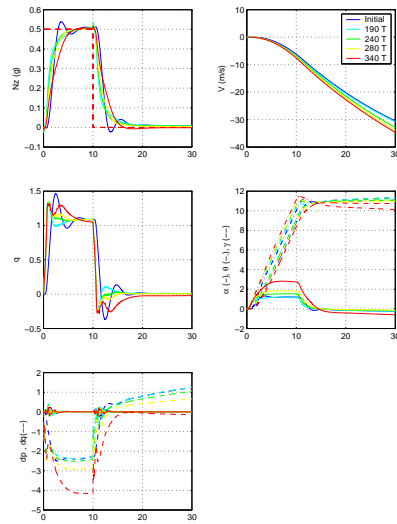 0.6
0.5
0.4
0.3
0.2
0.1
0
−0.1
0 10 20 30
Nz (g)
10
0
−10
−20
−30
−40
0 10 20 30
V (m/s)
Initial
190 T
240 T
280 T
340 T
1.5
1
0.5
0
−0.5
0 10 20 30
q
12
10
8
6
4
2
0
−2
0 10 20 30
α (−), θ (−), γ (−−)
2
1
0
−1
−2
−3
−4
−5
0 10 20 30
dp , dq(−−)